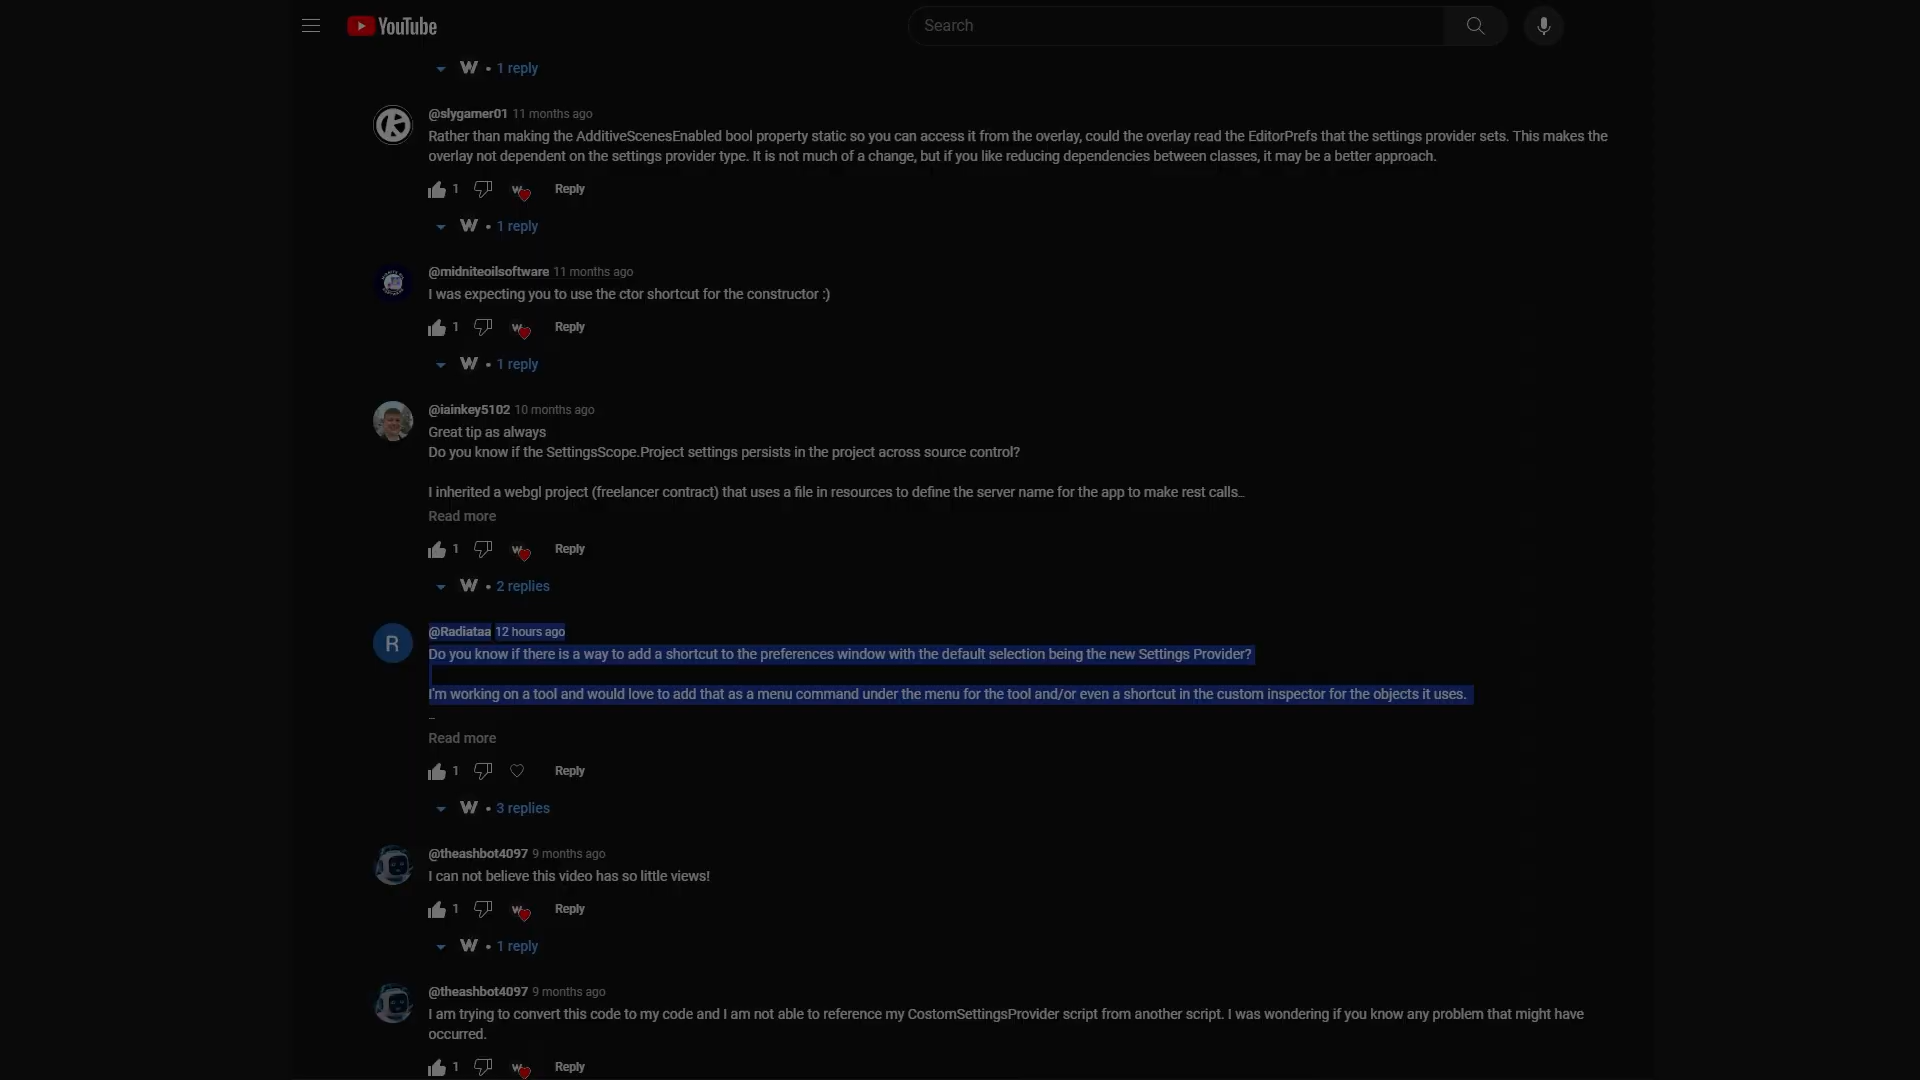 YouTube
Search
W • 1 reply
@slygamer01 11 months ago
Rather than making the AdditiveScenesEnabled bool property static so you can access it from the overlay, could the overlay read the EditorPrefs that the settings provider sets. This makes the
overlay not dependent on the settings provider type. It is not much of a change, but if you like reducing dependencies between classes, it may be a better approach.
1 Reply
W • 1 reply
@midniteoilsoftware 11 months ago
I was expecting you to use the ctor shortcut for the constructor :)
1 Reply
W • 1 reply
@iainkey5102 10 months ago
Great tip as always
Do you know if the SettingsScope.Project settings persists in the project across source control?
I inherited a webgl project (freelancer contract) that uses a file in resources to define the server name for the app to make rest calls...
Read more
1 Reply
W • 2 replies
R
@Radiataa 12 hours ago
Do you know if there is a way to add a shortcut to the preferences window with the default selection being the new Settings Provider?
I'm working on a tool and would love to add that as a menu command under the menu for the tool and/or even a shortcut in the custom inspector for the objects it uses.
...
Read more
1 Reply
W • 3 replies
@theashbot4097 9 months ago
I can not believe this video has so little views!
1 Reply
W • 1 reply
@theashbot4097 9 months ago
I am trying to convert this code to my code and I am not able to reference my CostomSettingsProvider script from another script. I was wondering if you know any problem that might have
occurred.
1 Reply